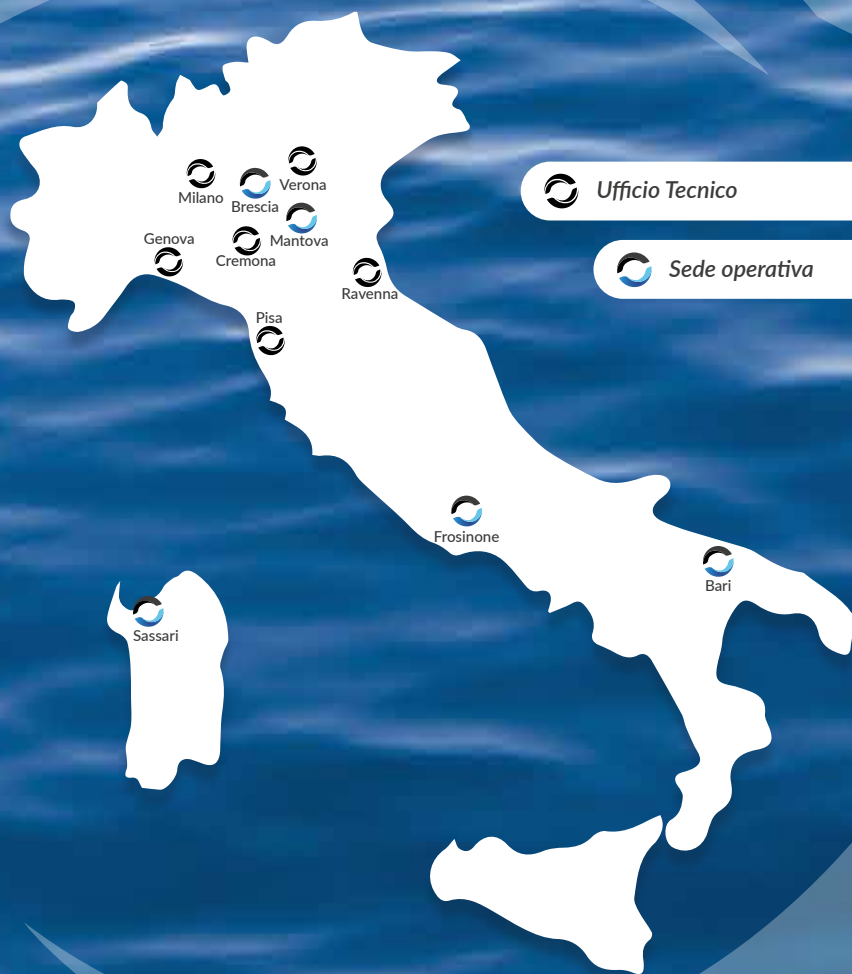 Verona
Milano
Brescia
Mantova
Genova
Cremona
Ravenna
Pisa
Ufficio Tecnico
Sede operativa
Frosinone
Bari
Sassari